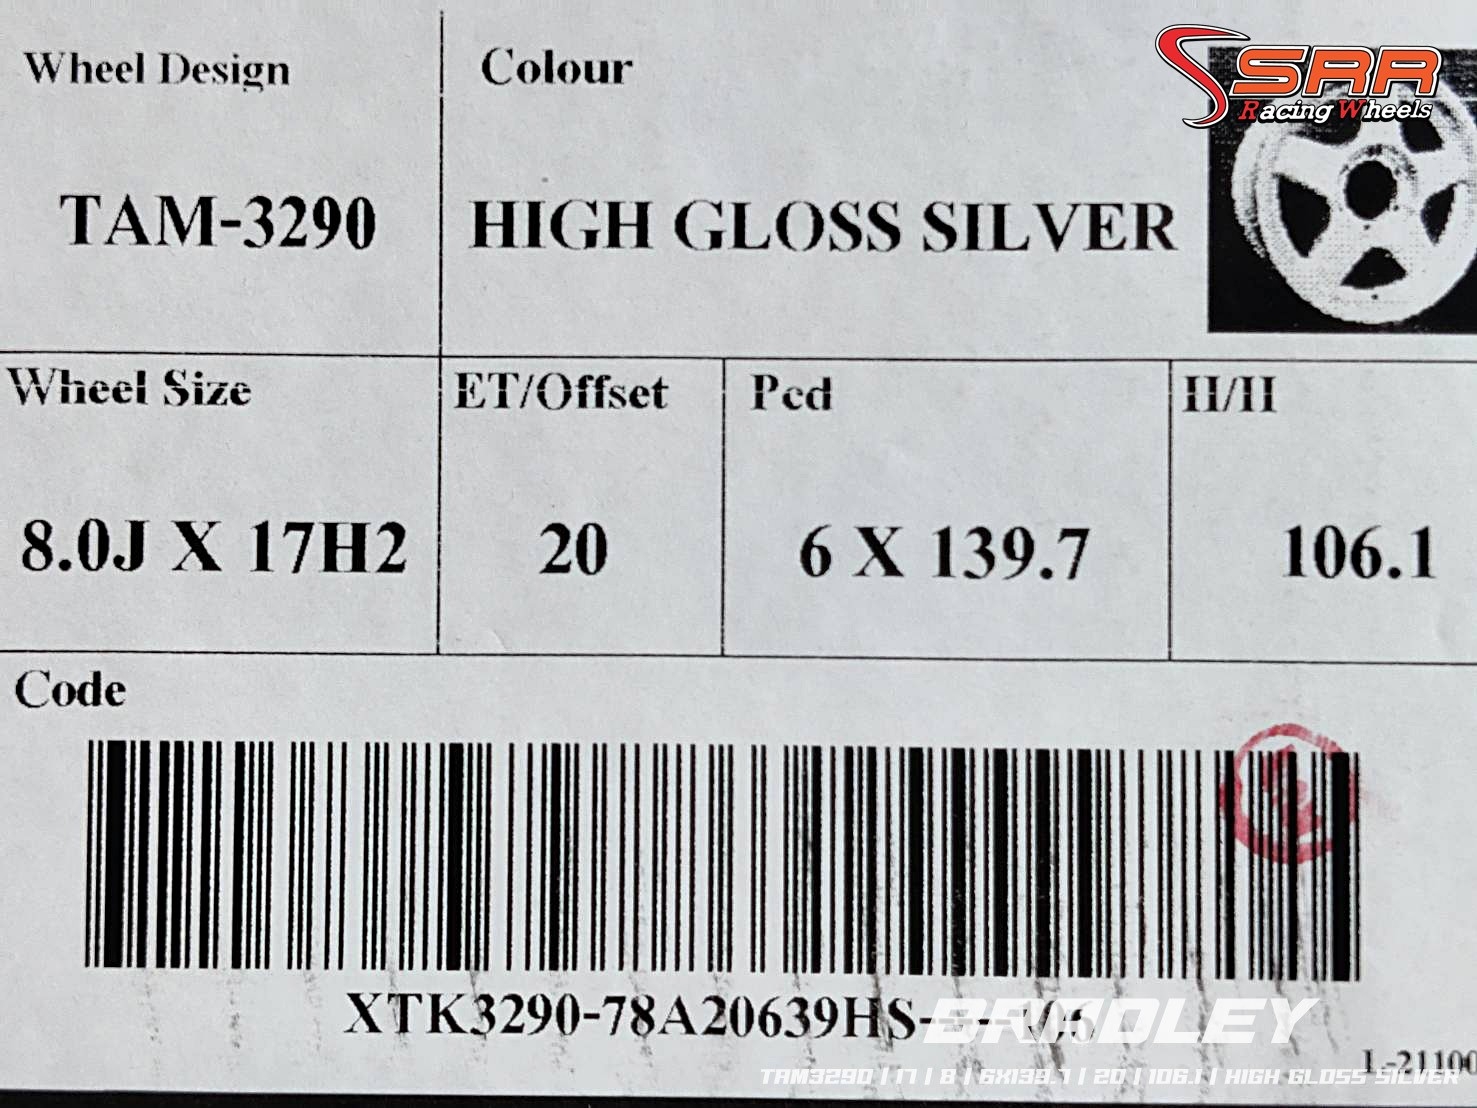 Wheel Design
Colour
SRR
Racing Wheels
TAM-3290
HIGH GLOSS SILVER
Wheel Size
ET/Offset
Pcd
H/H
8.0J X 17H2
20
6 X 139.7
106.1
Code
XTK3290-78A20639HS-
BRADLEY
L-21100
TAM3290 | 17 | 8 | 6X139.7 | 20 | 106.1 | HIGH GLOSS SILVER